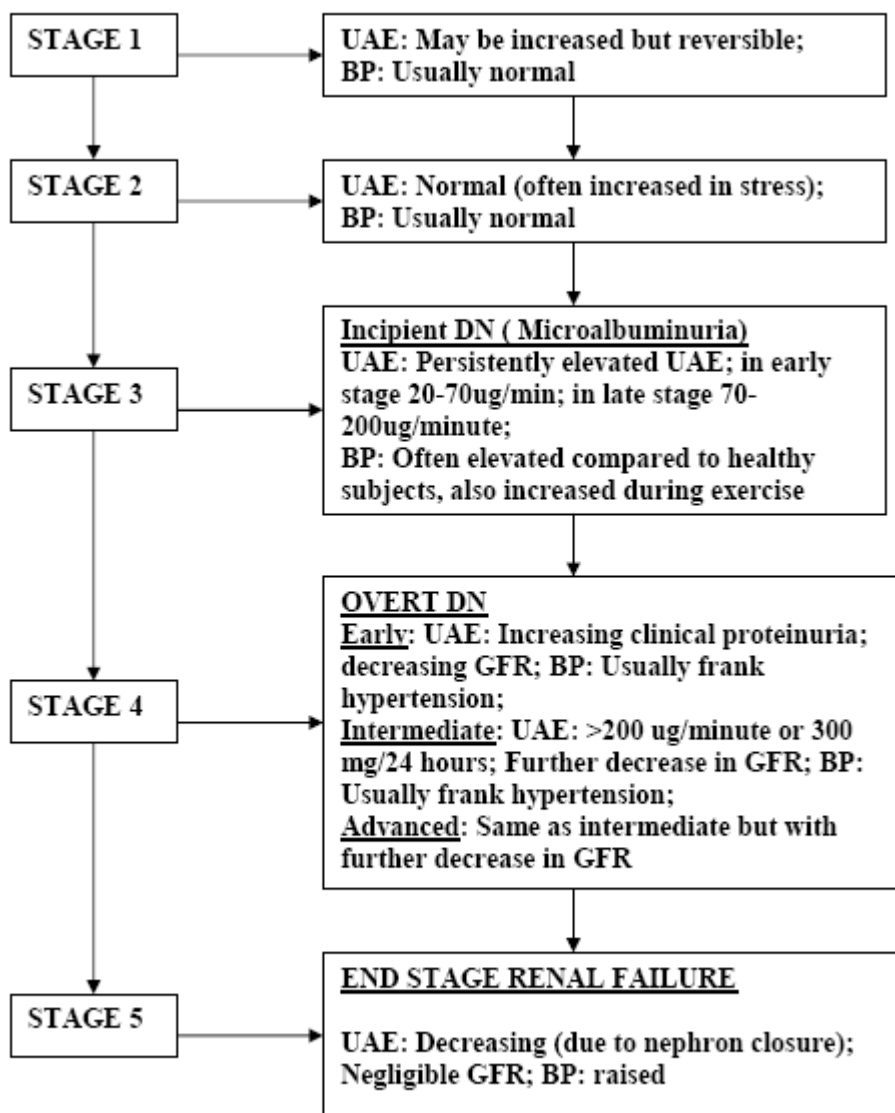 STAGE 1
UAE: May be increased but reversible;
BP: Usually normal
STAGE 2
UAE: Normal (often increased in stress);
BP: Usually normal
STAGE 3
Incipient DN ( Microalbuminuria)
UAE: Persistently elevated UAE; in early
stage 20-70ug/min; in late stage 70-
200ug/minute;
BP: Often elevated compared to healthy
subjects, also increased during exercise
STAGE 4
OVERT DN
Early: UAE: Increasing clinical proteinuria;
decreasing GFR; BP: Usually frank
hypertension;
Intermediate: UAE: >200 ug/minute or 300
mg/24 hours; Further decrease in GFR; BP:
Usually frank hypertension;
Advanced: Same as intermediate but with
further decrease in GFR
STAGE 5
END STAGE RENAL FAILURE
UAE: Decreasing (due to nephron closure);
Negligible GFR; BP: raised